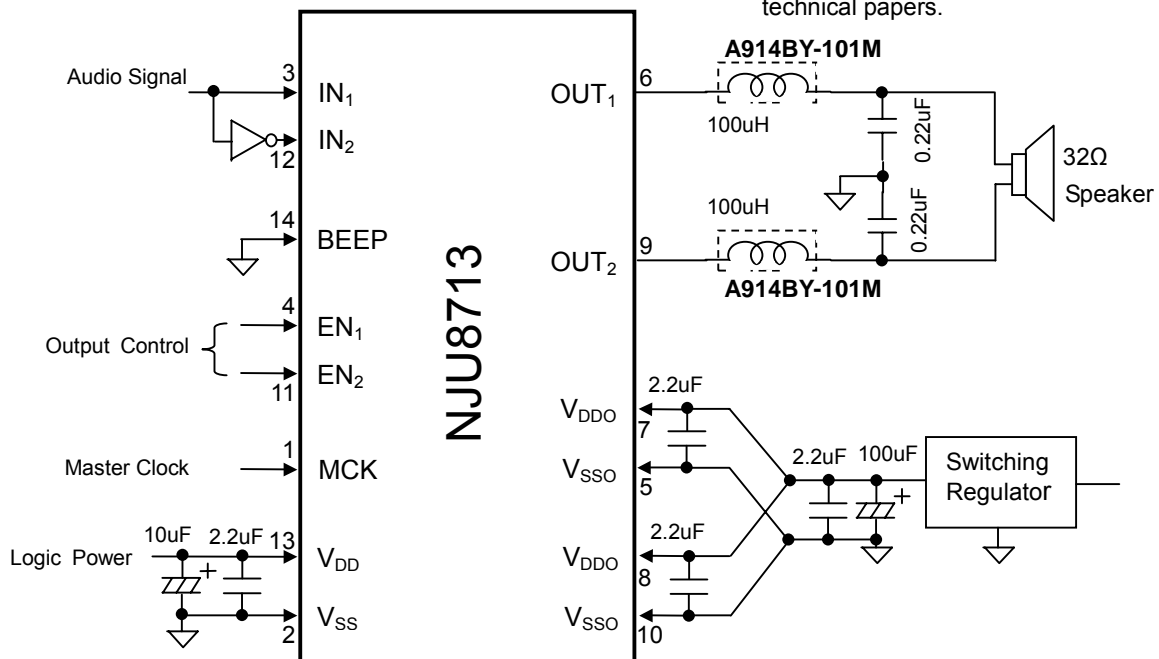 technical papers.
A914BY-101M
Audio Signal
3
IN1
OUT1
6
100uH
0.22uF
IN2
12
32Ω
Speaker
14
BEEP
100uH
0.22uF
OUT2
9
A914BY-101M
NJU8713
4
EN1
Output Control
EN2
11
2.2uF
VDDO
7
1
Master Clock
MCK
VSSO
5
2.2uF
100uF
+
Switching
Regulator
10uF
2.2uF
13
Logic Power
+
VDD
2.2uF
VDDO
8
VSS
2
VSSO
10